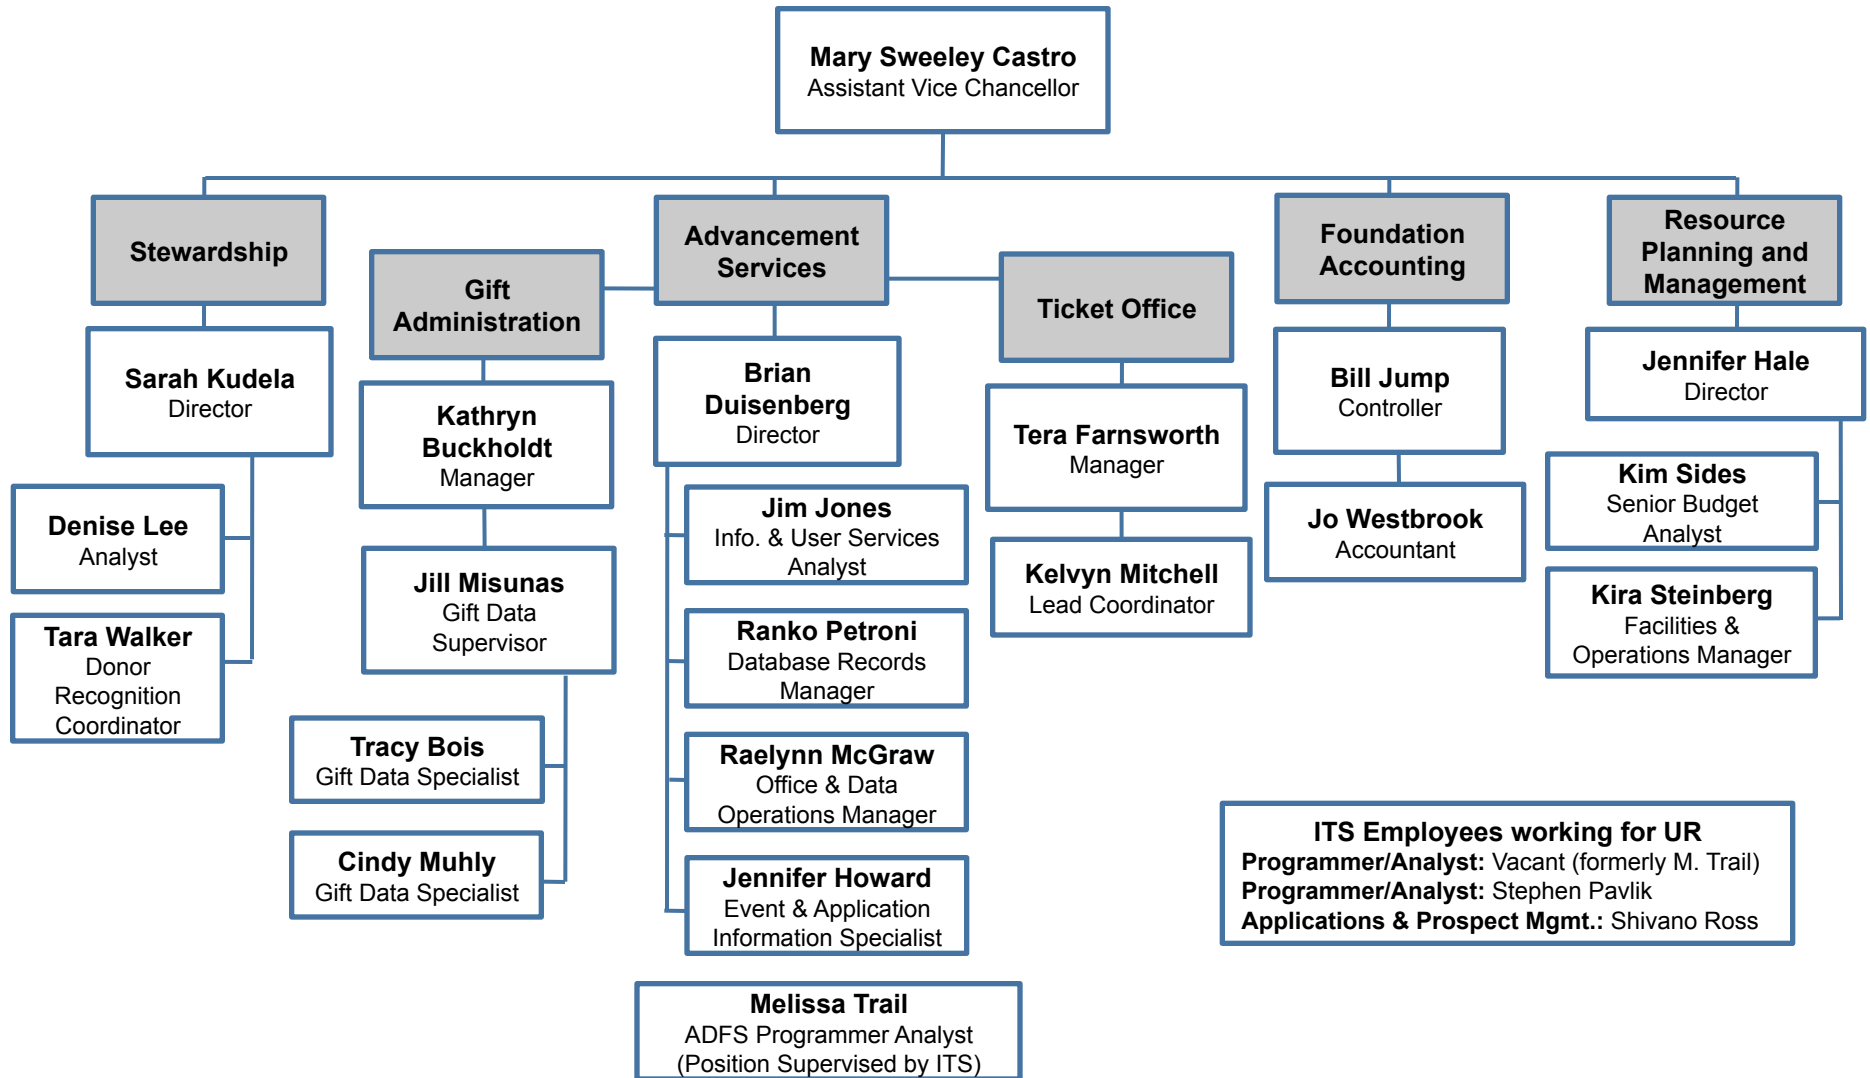 Mary Sweeley Castro
Assistant Vice Chancellor
Stewardship
Sarah Kudela
Director
Denise Lee
Analyst
Tara Walker
Donor
Recognition
Coordinator
Gift
Administration
Kathryn
Buckholdt
Manager
Jill Misunas
Gift Data
Supervisor
Tracy Bois
Gift Data Specialist
Cindy Muhly
Gift Data Specialist
Advancement
Services
Brian
Duisenberg
Director
Jim Jones
Info. & User Services
Analyst
Ranko Petroni
Database Records
Manager
Raelynn McGraw
Office & Data
Operations Manager
Jennifer Howard
Event & Application
Information Specialist
Melissa Trail
ADFS Programmer Analyst
(Position Supervised by ITS)
Ticket Office
Tera Farnsworth
Manager
Kelvyn Mitchell
Lead Coordinator
Foundation
Accounting
Bill Jump
Controller
Jo Westbrook
Accountant
Resource
Planning and
Management
Jennifer Hale
Director
Kim Sides
Senior Budget
Analyst
Kira Steinberg
Facilities &
Operations Manager
ITS Employees working for UR
Programmer/Analyst: Vacant (formerly M. Trail)
Programmer/Analyst: Stephen Pavlik
Applications & Prospect Mgmt.: Shivano Ross